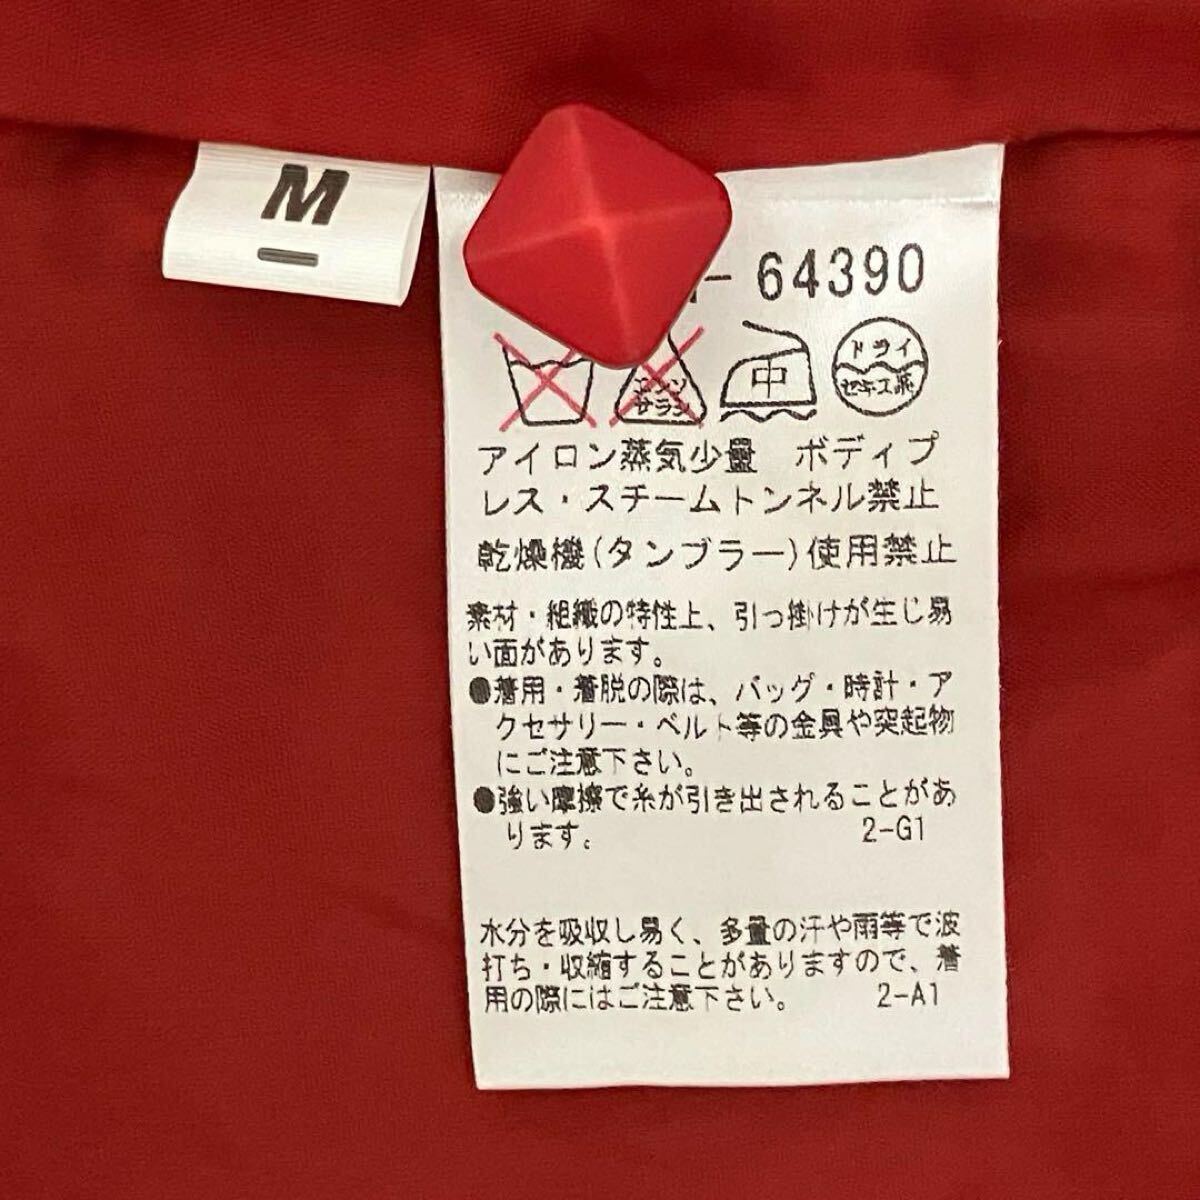 M
64390
エンソ
サラシ
中
ドライ
セキユ系
アイロン蒸気少量 ボディプ
レス・スチームトンネル禁止
乾燥機(タンブラー)使用禁止
素材・組織の特性上、引っ掛けが生じ易
い面があります。
●着用・着脱の際は、バッグ・時計・ア
クセサリー・ベルト等の金具や突起物
にご注意下さい。
●強い摩擦で糸が引き出されることがあ
ります。 2-G1
水分を吸収し易く、多量の汗や雨等で波
打ち・収縮することがありますので、着
用の際にはご注意下さい。 2-A1